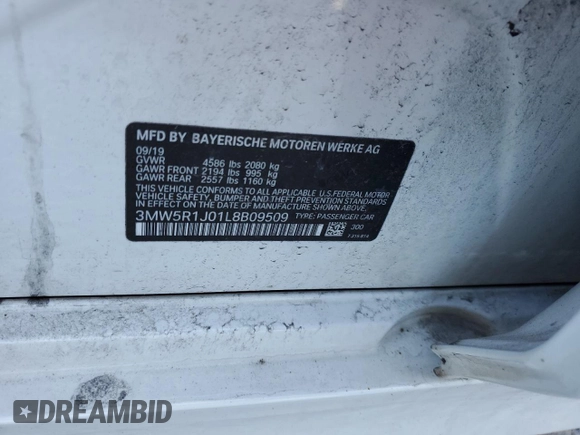 MFD BY BAYERISCHE MOTOREN WERKE AG
09/19
GVWR 4586 lbs 2080 kg
GAWR FRONT 2194 lbs 995 kg
GAWR REAR 2557 lbs 1160 kg
THIS VEHICLE CONFORMS TO ALL APPLICABLE U.S. FEDERAL MOTOR
VEHICLE SAFETY, BUMPER, AND THEFT PREVENTION STANDARDS
IN EFFECT ON THE DATE OF MANUFACTURE SHOWN ABOVE.
3MW5R1J01L8B09509 TYPE: PASSENGER CAR
300
DREAMBID